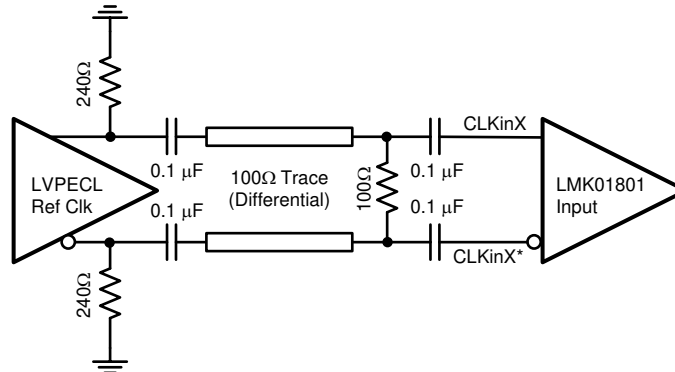 240Ω
CLKinX
LVPECL
Ref Clk
0.1 μF
100Ω Trace
(Differential)
100Ω
0.1 μF
LMK01801
Input
0.1 μF
0.1 μF
CLKinX*
240Ω